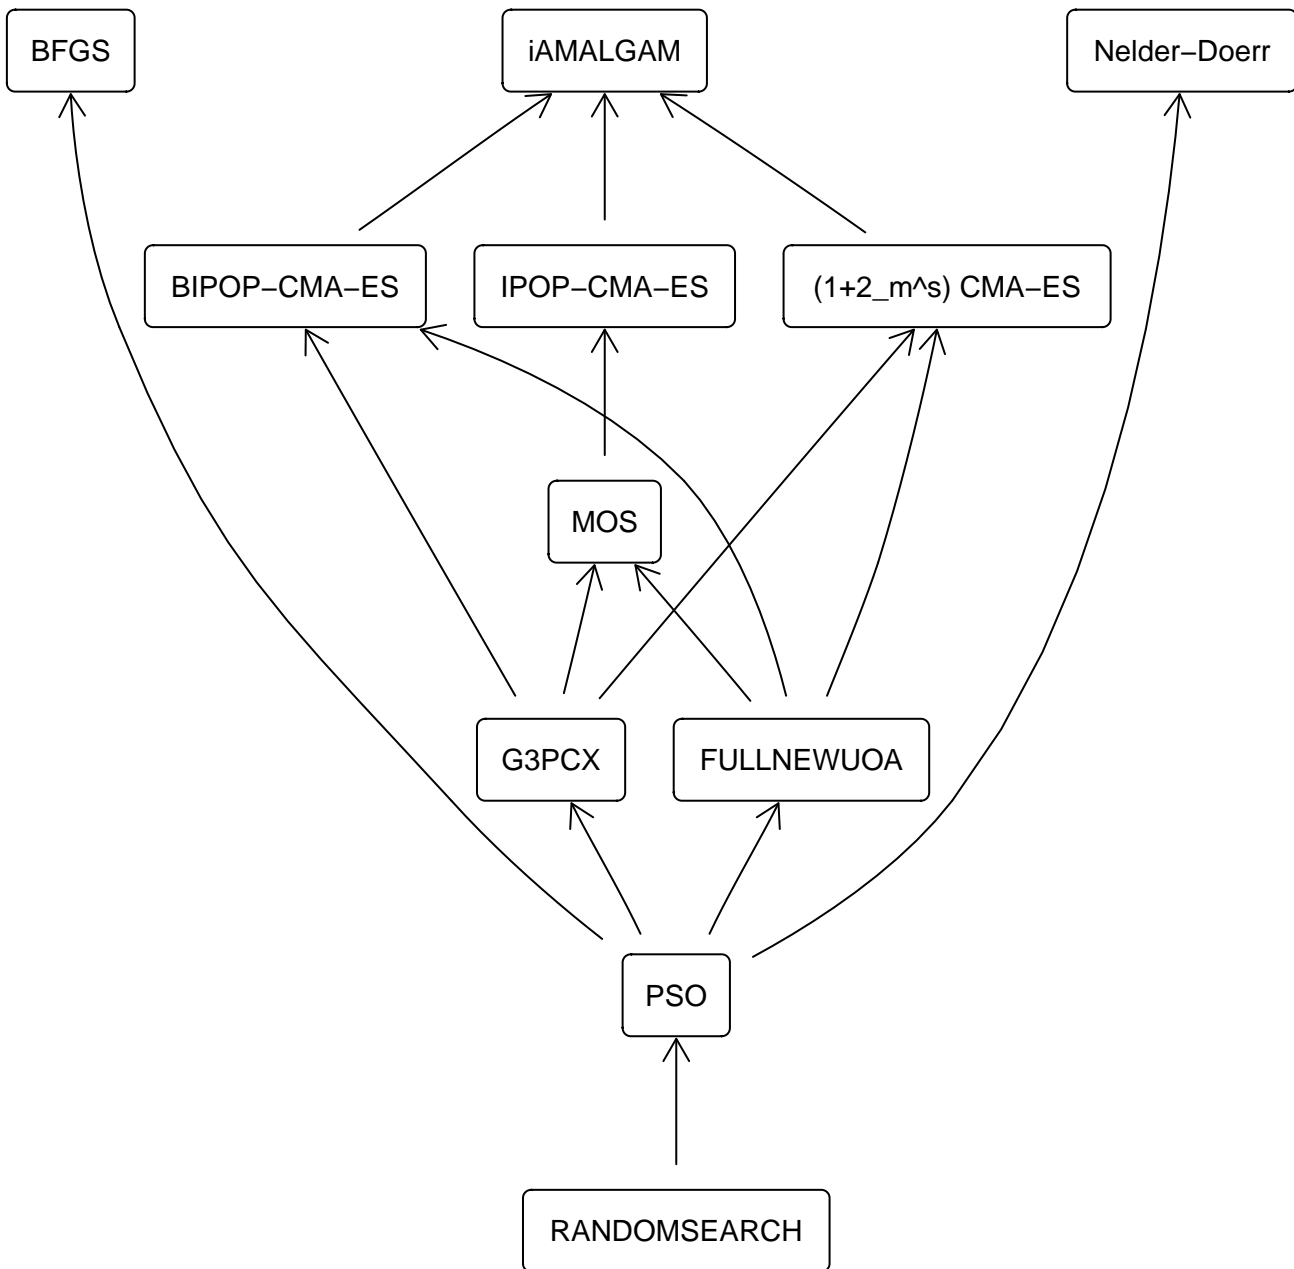 BFGS
iAMALGAM
Nelder−Doerr
BIPOP−CMA−ES
IPOP−CMA−ES
(1+2_m^s) CMA−ES
MOS
G3PCX
FULLNEWUOA
PSO
RANDOMSEARCH